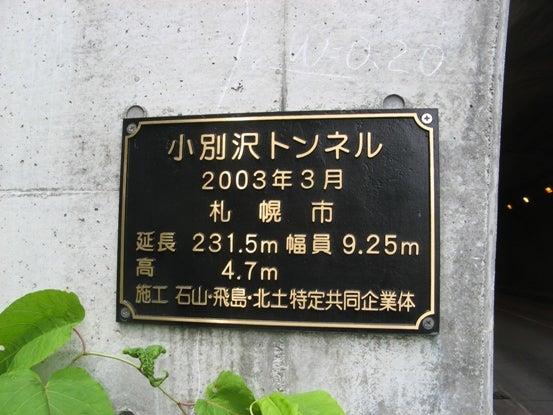 W=0.20
小別沢トンネル
2003年3月
札幌市
延長 231.5m 幅員 9.25m
高 4.7m
施工 石山・飛島・北土特定共同企業体